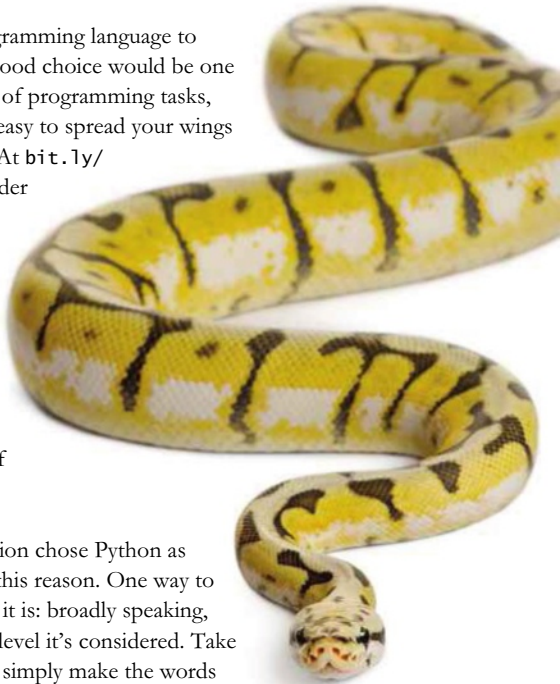 gramming language to
ood choice would be one
of programming tasks,
easy to spread your wings
At bit.ly/
der
f
ion chose Python as
this reason. One way to
it is: broadly speaking,
level it's considered. Take
simply make the words